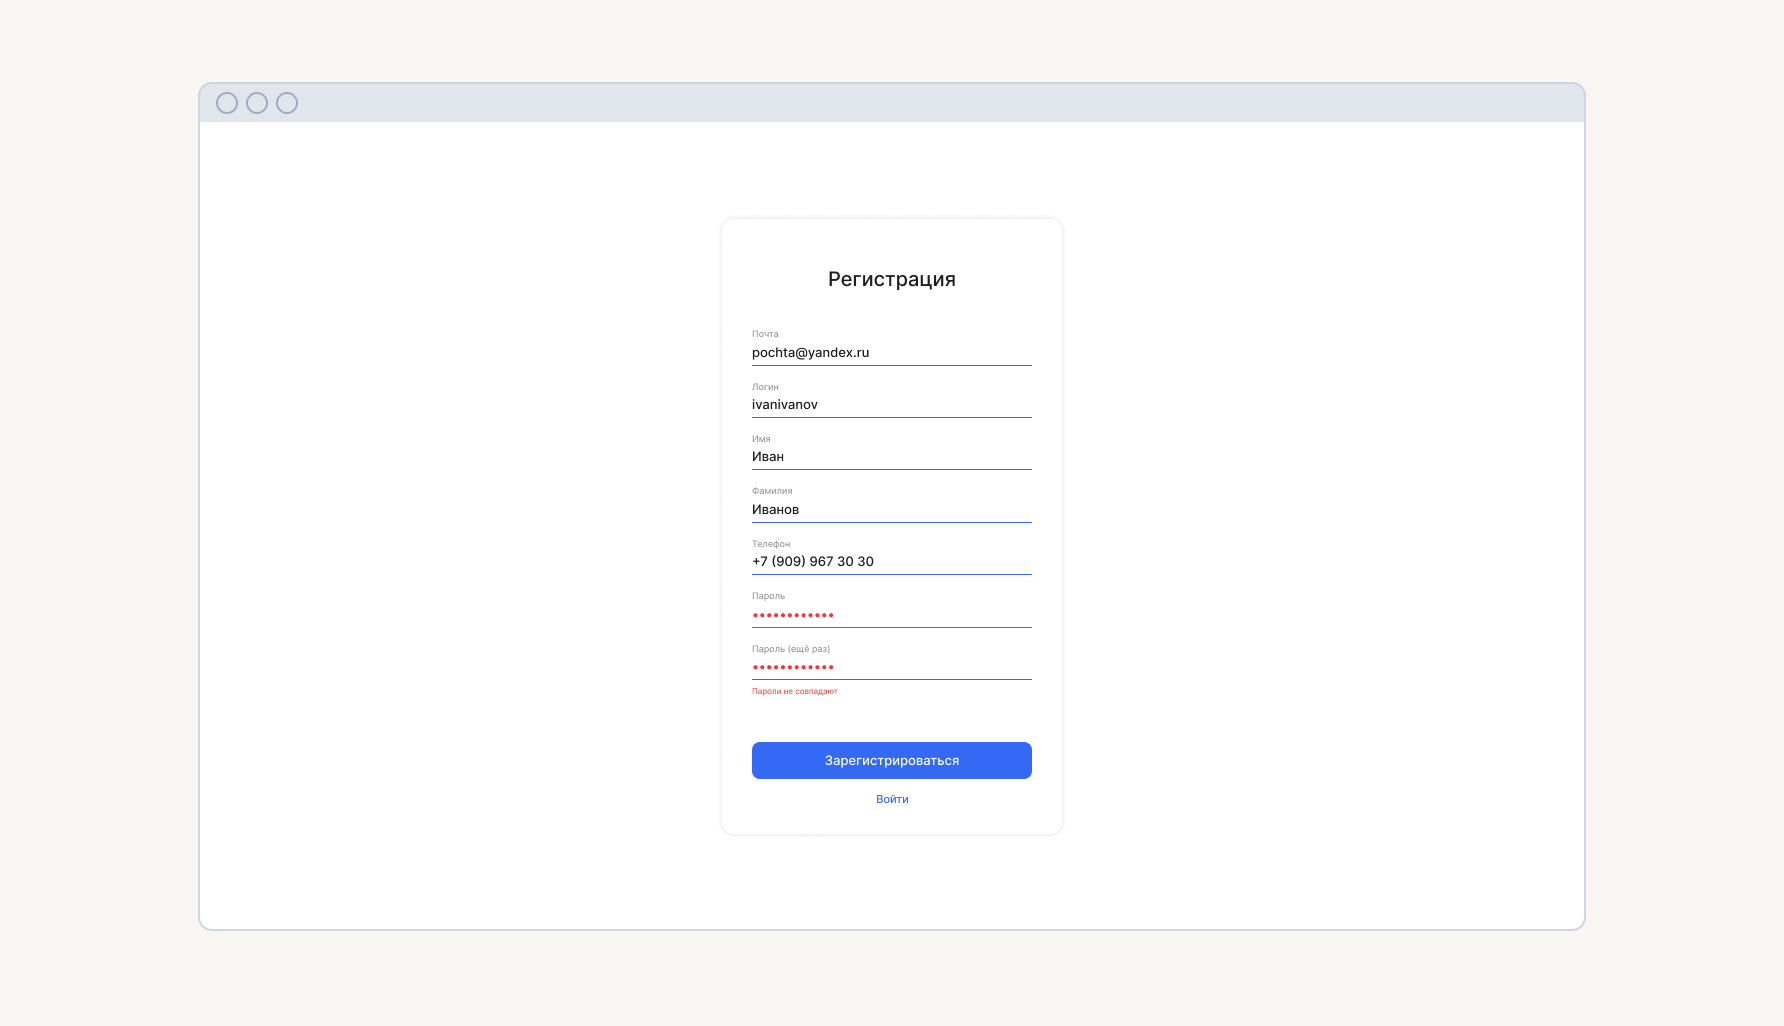 Регистрация
Почта
pochta@yandex.ru
Логин
ivanivanov
Имя
Иван
Фамилия
Иванов
Телефон
+7 (909) 967 30 30
Пароль
••••••••••••
Пароль (ещё раз)
••••••••••••
Пароли не совпадают
Зарегистрироваться
Войти